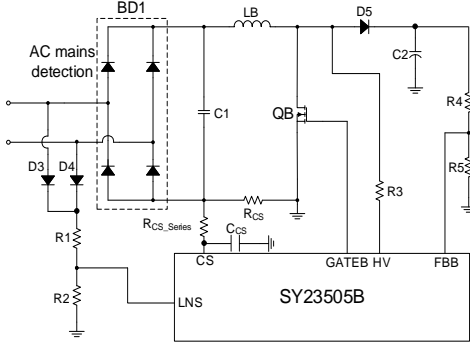 BD1
LB
D5
AC mains
detection
C2
C1
QB
R4
D3
D4
R5
R3
RCS
RCS_Series
CCS
R1
CS
GATEB
HV
FBB
R2
LNS
SY23505B